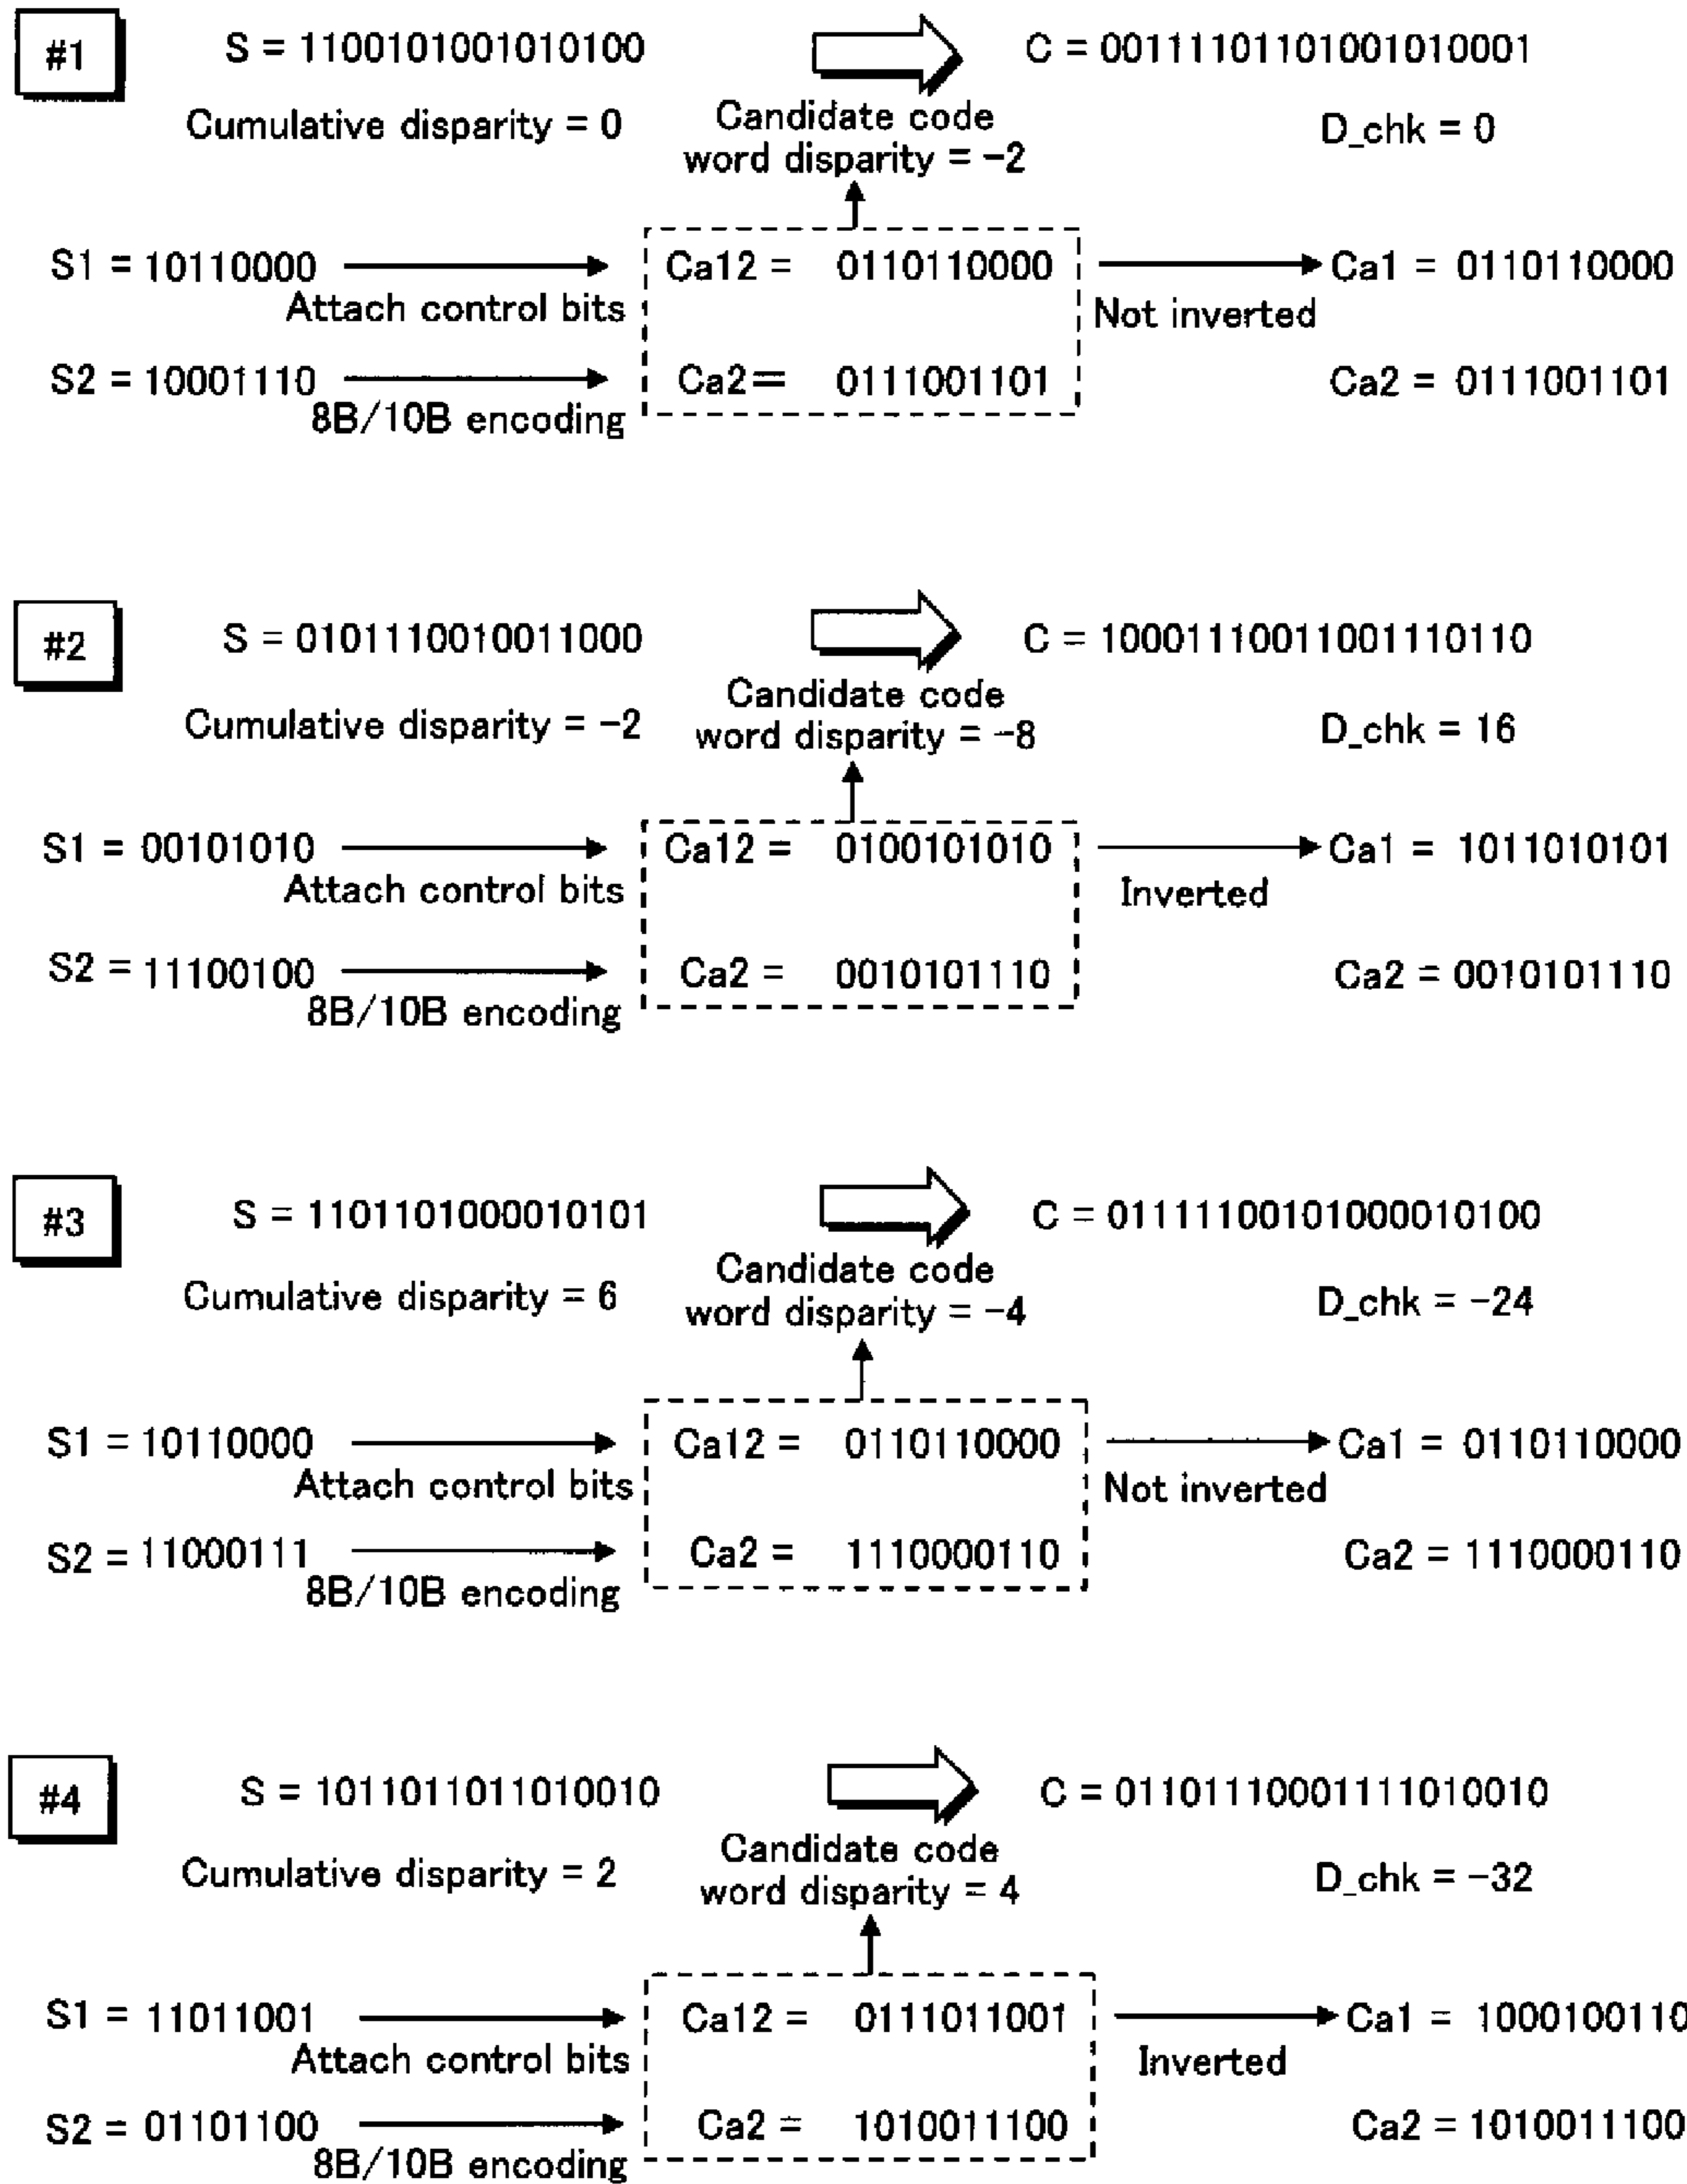 #1
S = 1100101001010100
C = 00111101101001010001
Cumulative disparity = 0
Candidate code
word disparity = -2
D_chk = 0
S1 = 10110000
Attach control bits
Ca12 = 0110110000
Not inverted
Ca1 = 0110110000
S2 = 10001110
8B/10B encoding
Ca2= 0111001101
Ca2 = 0111001101
#2
S = 0101110010011000
C = 10001110011001110110
Cumulative disparity = -2
Candidate code
word disparity = -8
D_chk = 16
S1 = 00101010
Attach control bits
Ca12 = 0100101010
Inverted
Ca1 = 1011010101
S2 = 11100100
8B/10B encoding
Ca2 = 0010101110
Ca2 = 0010101110
#3
S = 1101101000010101
C = 01111100101000010100
Cumulative disparity = 6
Candidate code
word disparity = -4
D_chk = -24
S1 = 10110000
Attach control bits
Ca12 = 0110110000
Not inverted
Ca1 = 0110110000
S2 = 11000111
8B/10B encoding
Ca2 = 1110000110
Ca2 = 1110000110
#4
S = 1011011011010010
C = 01101110001111010010
Cumulative disparity = 2
Candidate code
word disparity = 4
D_chk = -32
S1 = 11011001
Attach control bits
Ca12 = 0111011001
Inverted
Ca1 = 1000100110
S2 = 01101100
8B/10B encoding
Ca2 = 1010011100
Ca2 = 1010011100